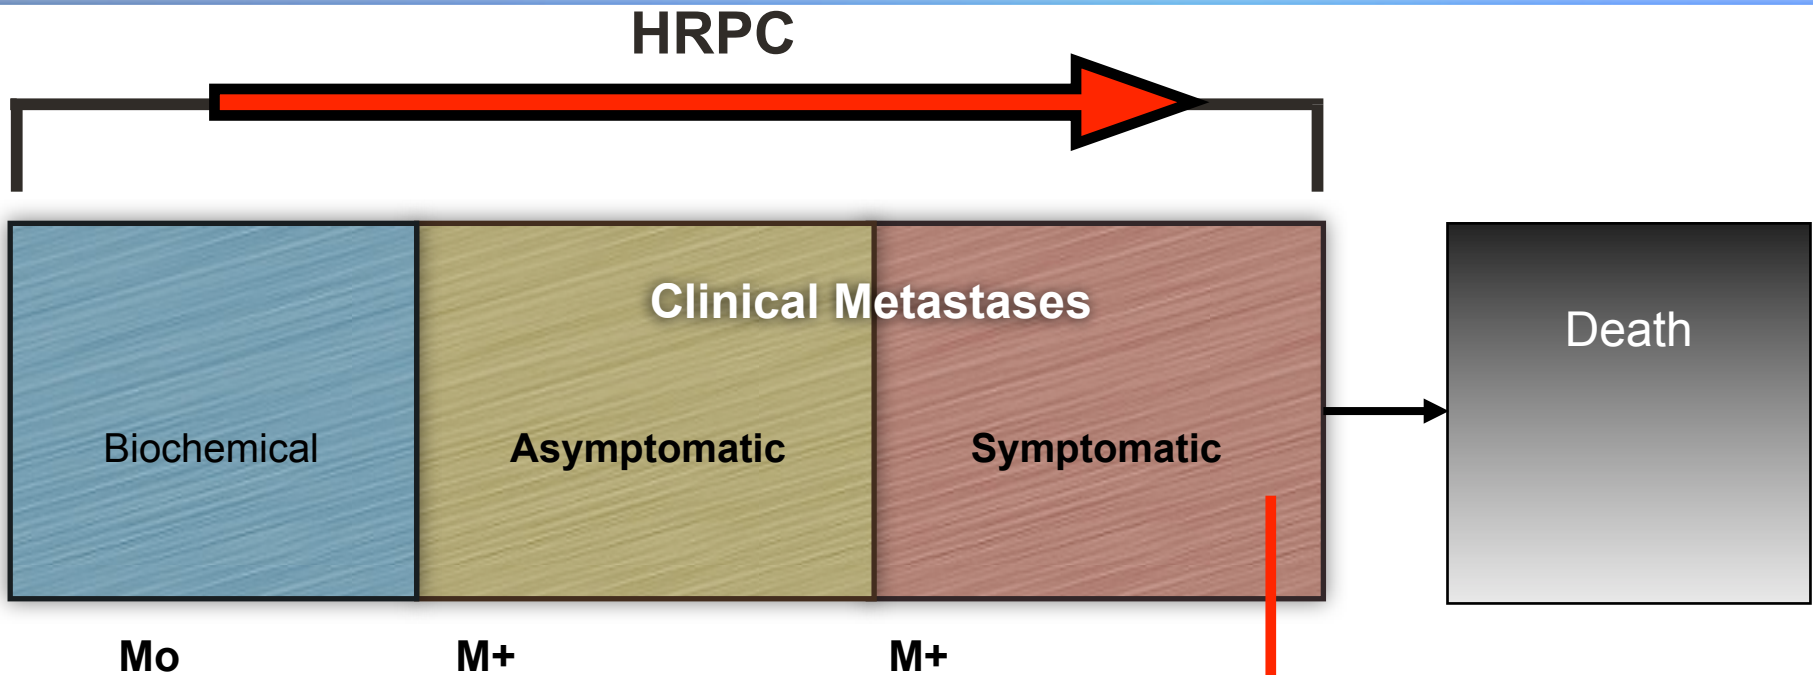 HRPC
Clinical Metastases
Death
Biochemical
Asymptomatic
Symptomatic
Mo
M+
M+